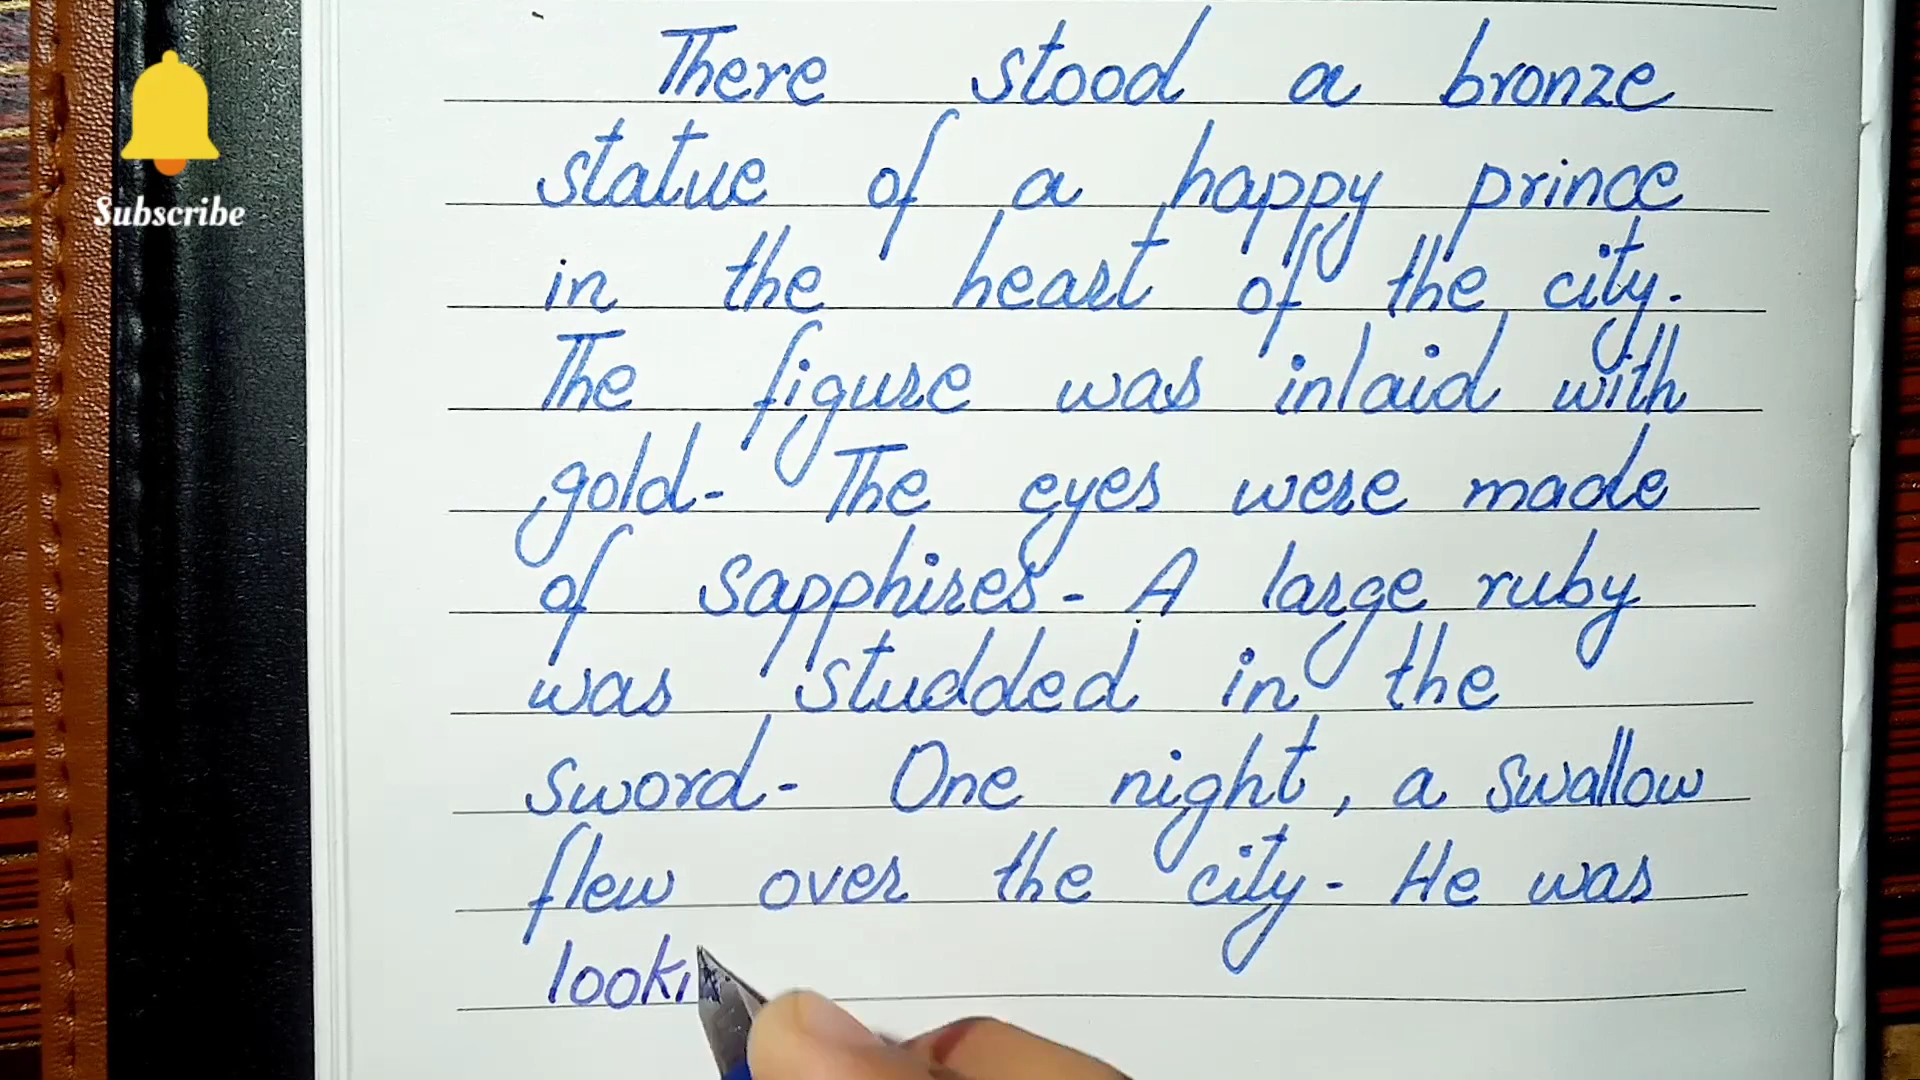 Subscribe
There stood a bronze
statue of a happy prince
in the heart of the city.
The figure was inlaid with
gold- The eyes were made
of sapphires- A large ruby
was studded in the
sword- One night, a swallow
flew over the city- He was
looki